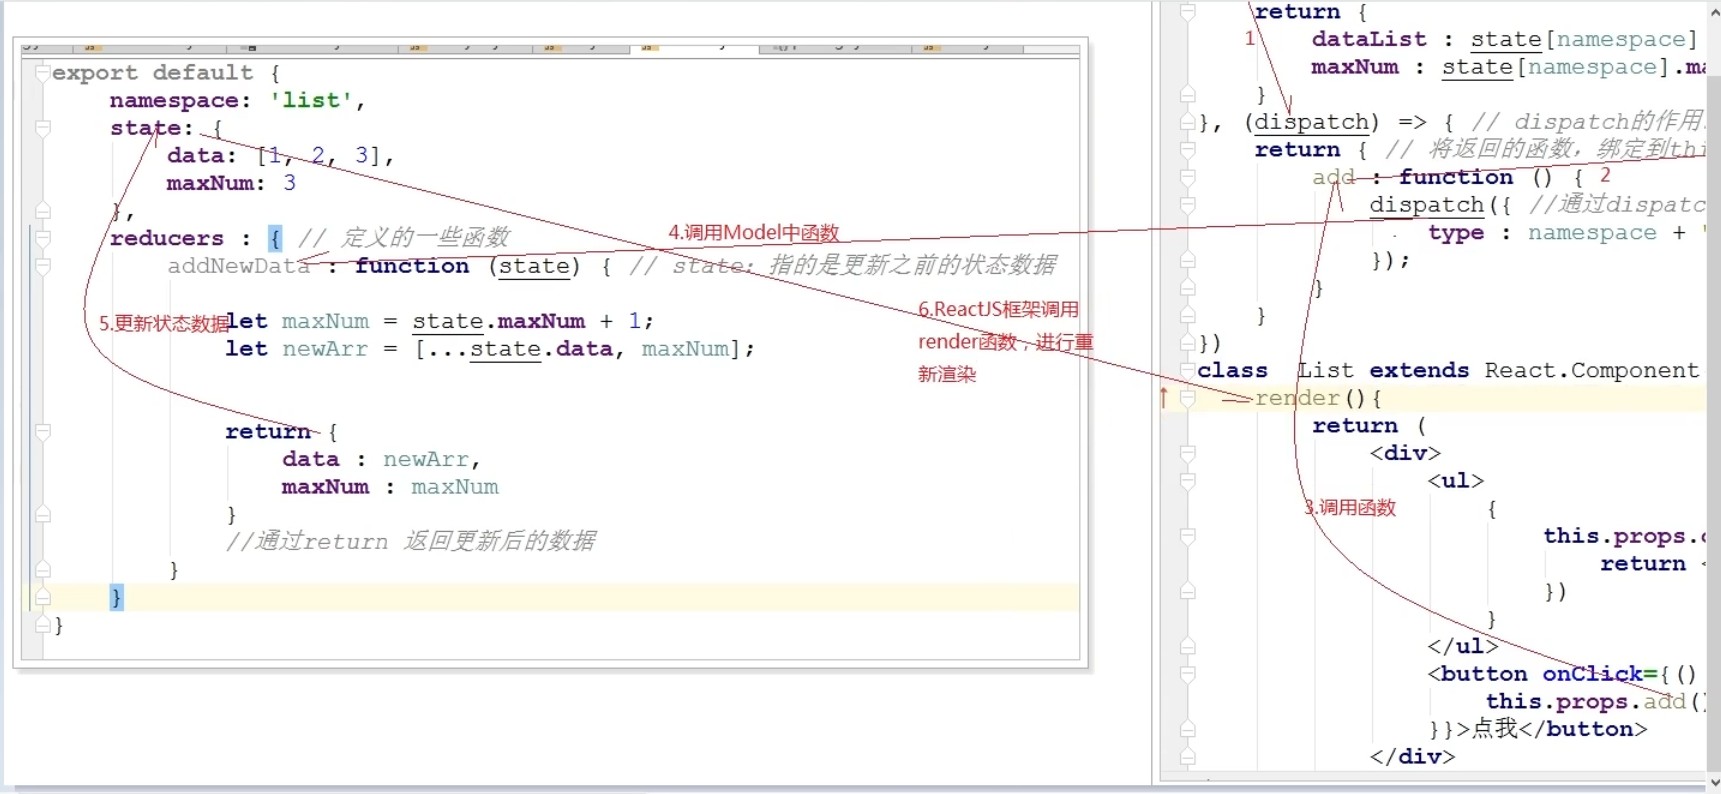 export default {
namespace: 'list',
state: {
data: [1, 2, 3],
maxNum: 3
},
reducers : { // 定义的一些函数
addNewData : function (state) { // state: 指的是更新之前的状态数据
let maxNum = state.maxNum + 1;
let newArr = [...state.data, maxNum];
return {
data : newArr,
maxNum : maxNum
}
//通过return 返回更新后的数据
}
}
}
4.调用Model中函数
5.更新状态数据
6.ReactJS框架调用
render函数，进行重
新渲染
return {
1
dataList : state[namespace]
maxNum : state[namespace].ma
}
}, (dispatch) => { // dispatch的作用
return { // 将返回的函数，绑定到thi
add : function () { 2
dispatch({ //通过dispatc
type : namespace + "
});
}
}
})
class List extends React.Component
render(){
return (
<div>
<ul>
{
this.props.
return <
})
}
</ul>
<button onClick={()
this.props.add()
}}>点我</button>
</div>
3.调用函数